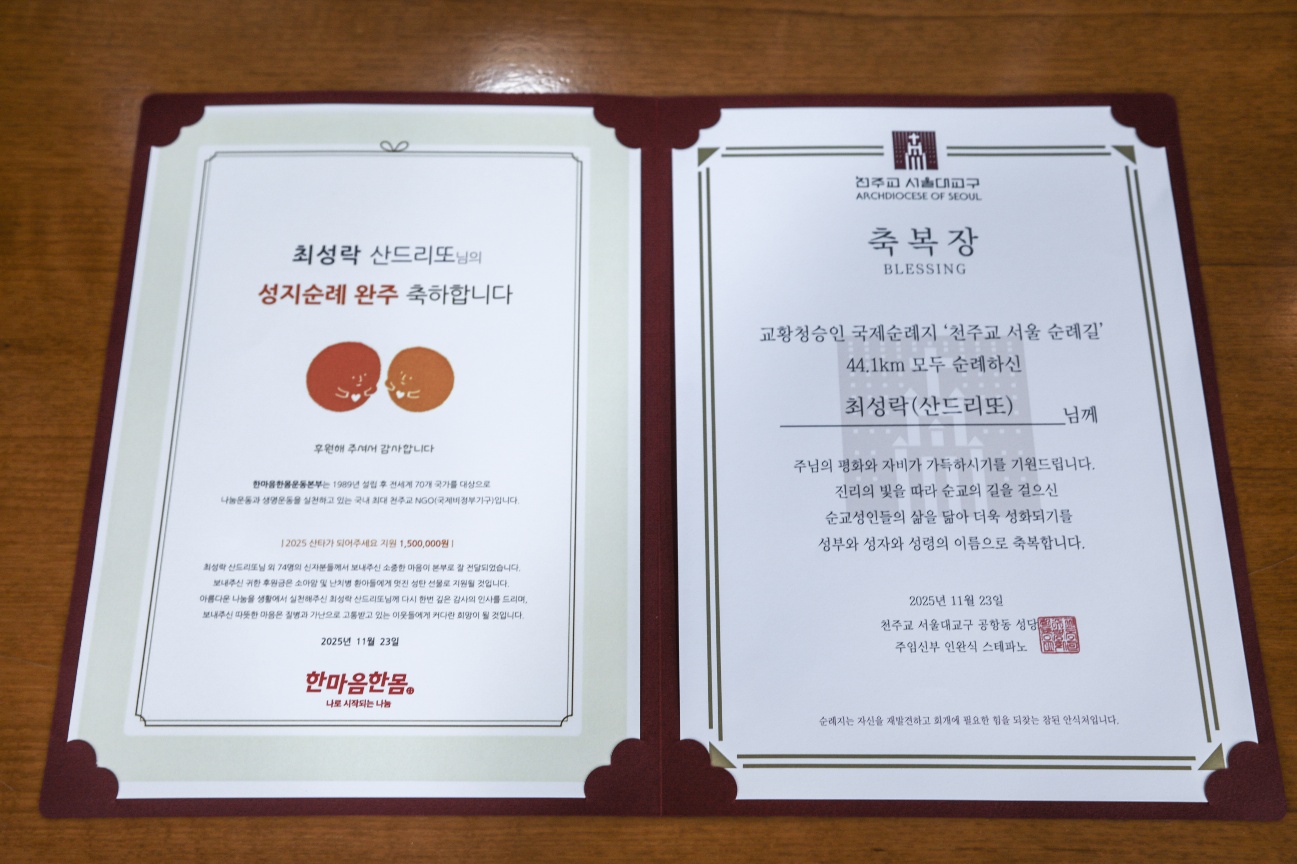 최성락 산드리또님의
성지순례 완주 축하합니다
후원해 주셔서 감사합니다
한마음한몸운동본부는 1989년 설립 후 전세계 70개 국가를 대상으로
나눔운동과 생명운동을 실천하고 있는 국내 최대 천주교 NGO(국제비정부기구)입니다.
| 2025 산타가 되어주세요 지원 1,500,000원 |
최성락 산드리또님 외 74명의 신자분들께서 보내주신 소중한 마음이 본부로 잘 전달되었습니다.
보내주신 귀한 후원금은 소아암 및 난치병 환아들에게 멋진 성탄 선물로 지원될 것입니다.
아름다운 나눔을 생활에서 실천해주신 최성락 산드리또님께 다시 한번 깊은 감사의 인사를 드리며,
보내주신 따뜻한 마음은 질병과 가난으로 고통받고 있는 이웃들에게 커다란 희망이 될 것입니다.
2025년 11월 23일
한마음한몸
나로 시작되는 나눔
천주교 서울대교구
ARCHDIOCESE OF SEOUL
축복장
BLESSING
교황청승인 국제순례지 ‘천주교 서울 순례길’
44.1km 모두 순례하신
최성락(산드리또) 님께
주님의 평화와 자비가 가득하시기를 기원드립니다.
진리의 빛을 따라 순교의 길을 걸으신
순교성인들의 삶을 닮아 더욱 성화되기를
성부와 성자와 성령의 이름으로 축복합니다.
2025년 11월 23일
천주교 서울대교구 공항동 성당
주임신부 인완식 스테파노
순례지는 자신을 재발견하고 회개에 필요한 힘을 되찾는 참된 안식처입니다.